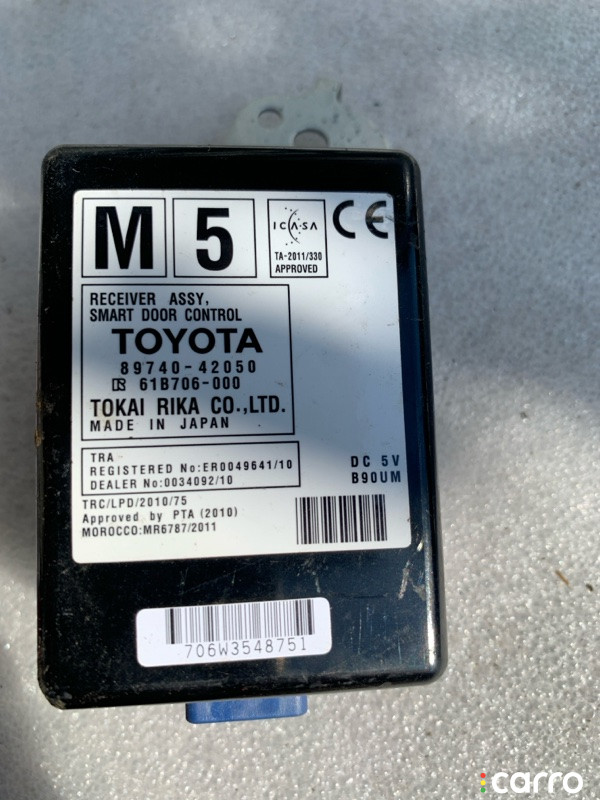 M 5
ICASA
TA-2011/330
APPROVED
CE
RECEIVER ASSY,
SMART DOOR CONTROL
TOYOTA
89740-42050
61B706-000
TOKAI RIKA CO.,LTD.
MADE IN JAPAN
TRA
REGISTERED No:ER0049641/10
DEALER No:0034092/10
DC 5V
B90UM
TRC/LPD/2010/75
Approved by PTA (2010)
MOROCCO:MR6787/2011
706W3548751
carro